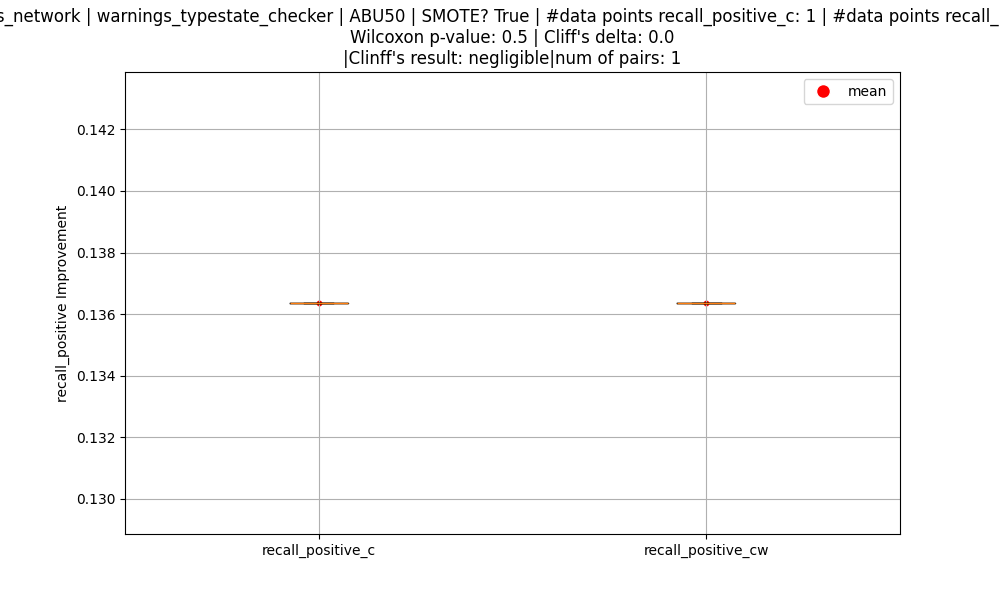 s_network | warnings_typestate_checker | ABU50 | SMOTE? True | #data points recall_positive_c: 1 | #data points recall_
Wilcoxon p-value: 0.5 | Cliff's delta: 0.0
|Clinff's result: negligible|num of pairs: 1
mean
0.142
0.140
0.138
0.136
0.134
0.132
0.130
recall_positive Improvement
recall_positive_c
recall_positive_cw